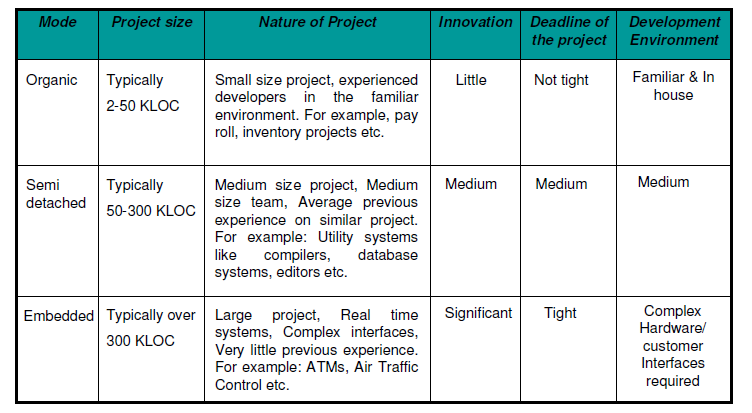 Mode Project size Nature of Project Innovation Deadline of the project Development Environment
Organic
Typically
2-50 KLOC
Small size project, experienced
developers in the familiar
environment. For example, pay
roll, inventory projects etc.
Little
Not tight
Familiar & In
house
Semi
detached
Typically
50-300 KLOC
Medium size project, Medium
size team, Average previous
experience on similar project.
For example: Utility systems
like compilers, database
systems, editors etc.
Medium
Medium
Medium
Embedded
Typically over
300 KLOC
Large project, Real time
systems, Complex interfaces,
Very little previous experience.
For example: ATMs, Air Traffic
Control etc.
Significant
Tight
Complex
Hardware/
customer
Interfaces
required